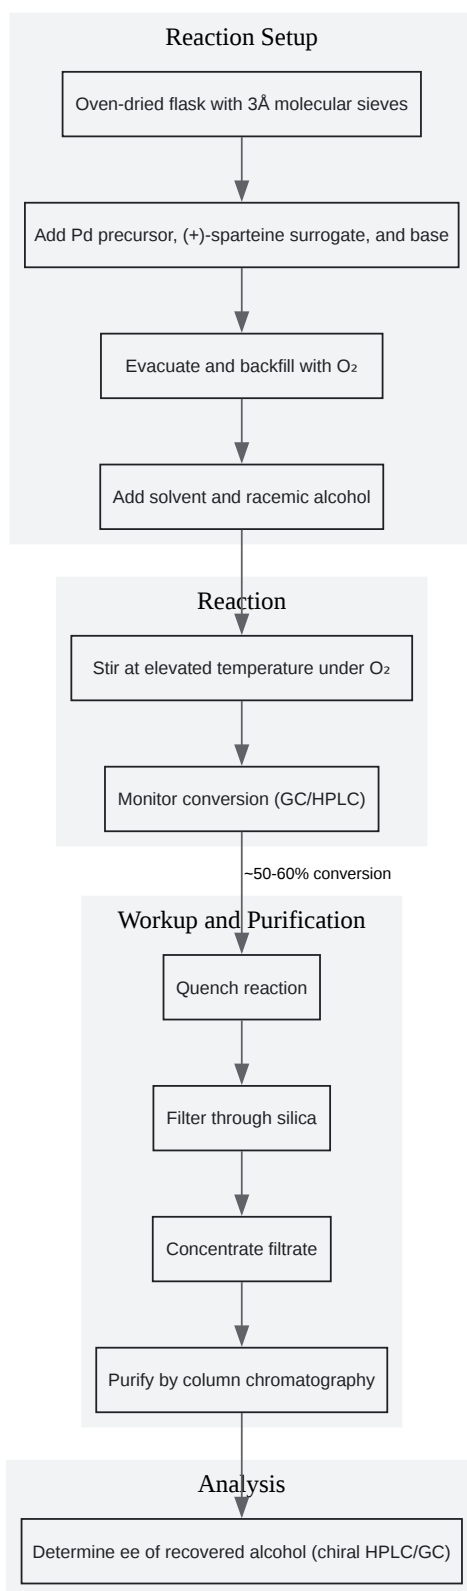 Reaction Setup
Oven-dried flask with 3Å molecular sieves
Add Pd precursor, (+)-sparteine surrogate, and base
Evacuate and backfill with O₂
Add solvent and racemic alcohol
Reaction
Stir at elevated temperature under O₂
Monitor conversion (GC/HPLC)
~50-60% conversion
Workup and Purification
Quench reaction
Filter through silica
Concentrate filtrate
Purify by column chromatography
Analysis
Determine ee of recovered alcohol (chiral HPLC/GC)